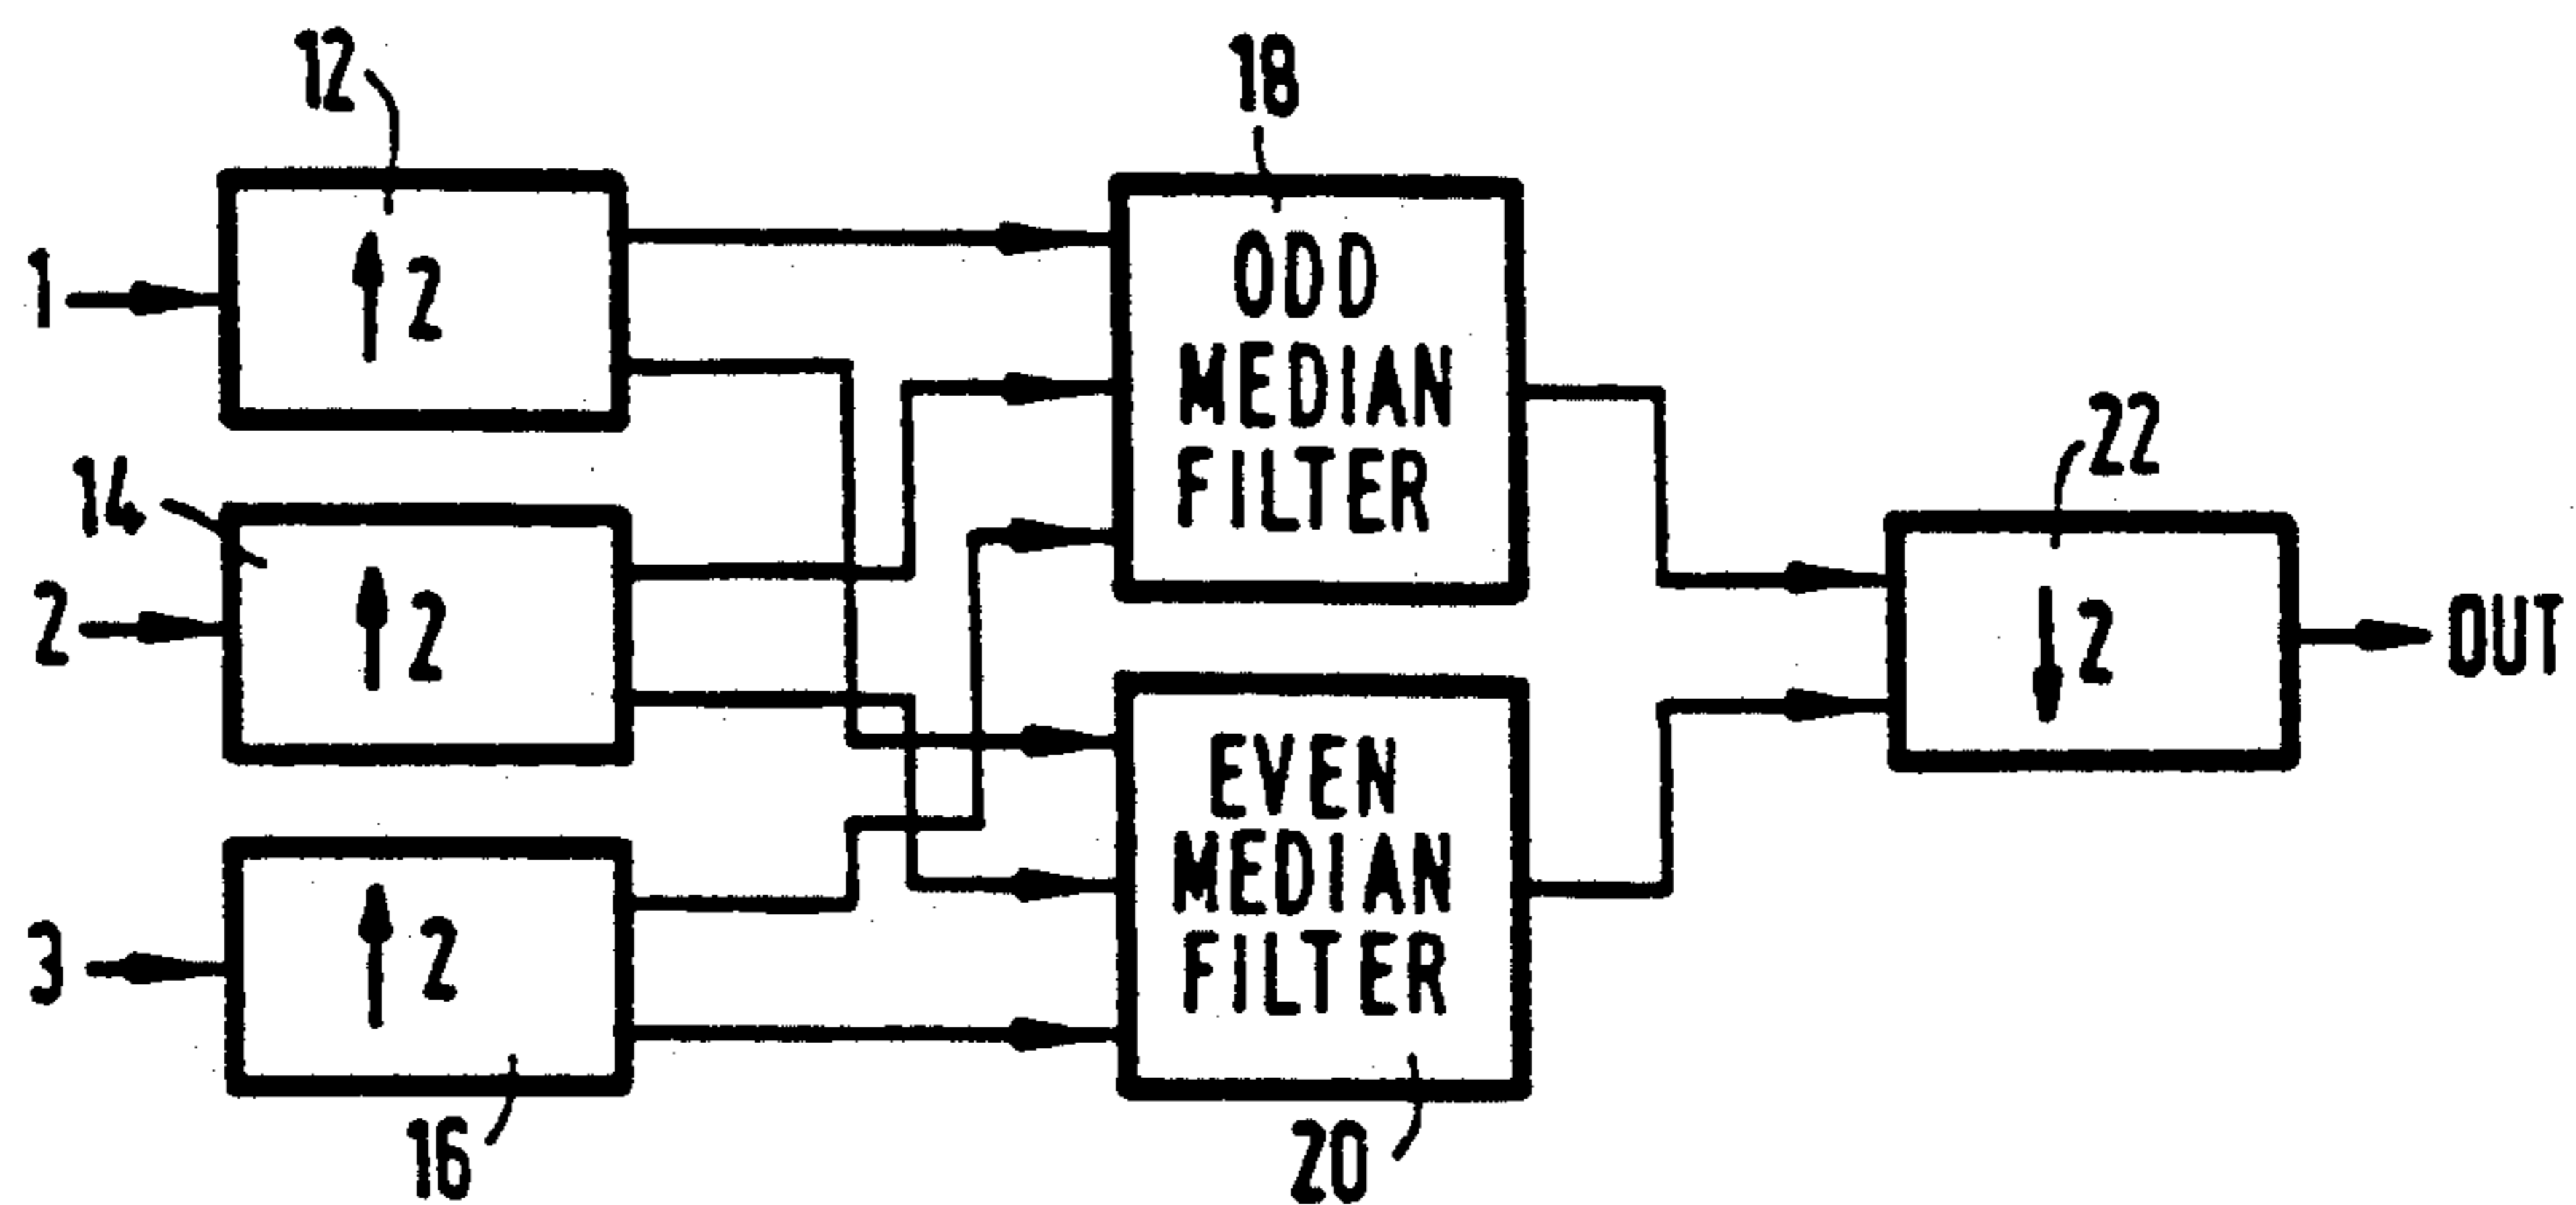 12
18
1
↑ 2
ODD
MEDIAN
FILTER
14
2
↑ 2
22
↓ 2
OUT
EVEN
MEDIAN
FILTER
3
↑ 2
16
20